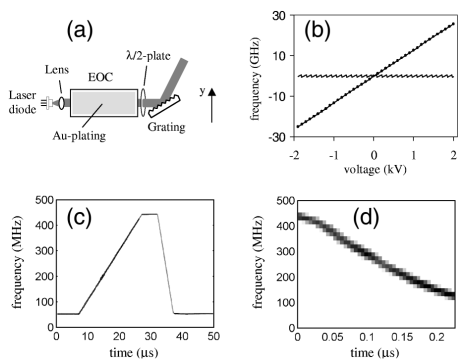 (a)
λ/2-plate
Lens
EOC
y
Laser
diode
Grating
Au-plating
(b)
frequency (GHz)
30
0
-30
-2
-1
0
1
2
voltage (kV)
(c)
frequency (MHz)
500
400
300
200
100
0
0
10
20
30
40
50
time (μs)
(d)
frequency (MHz)
500
400
300
200
100
0
0
0.05
0.1
0.15
0.2
time (μs)